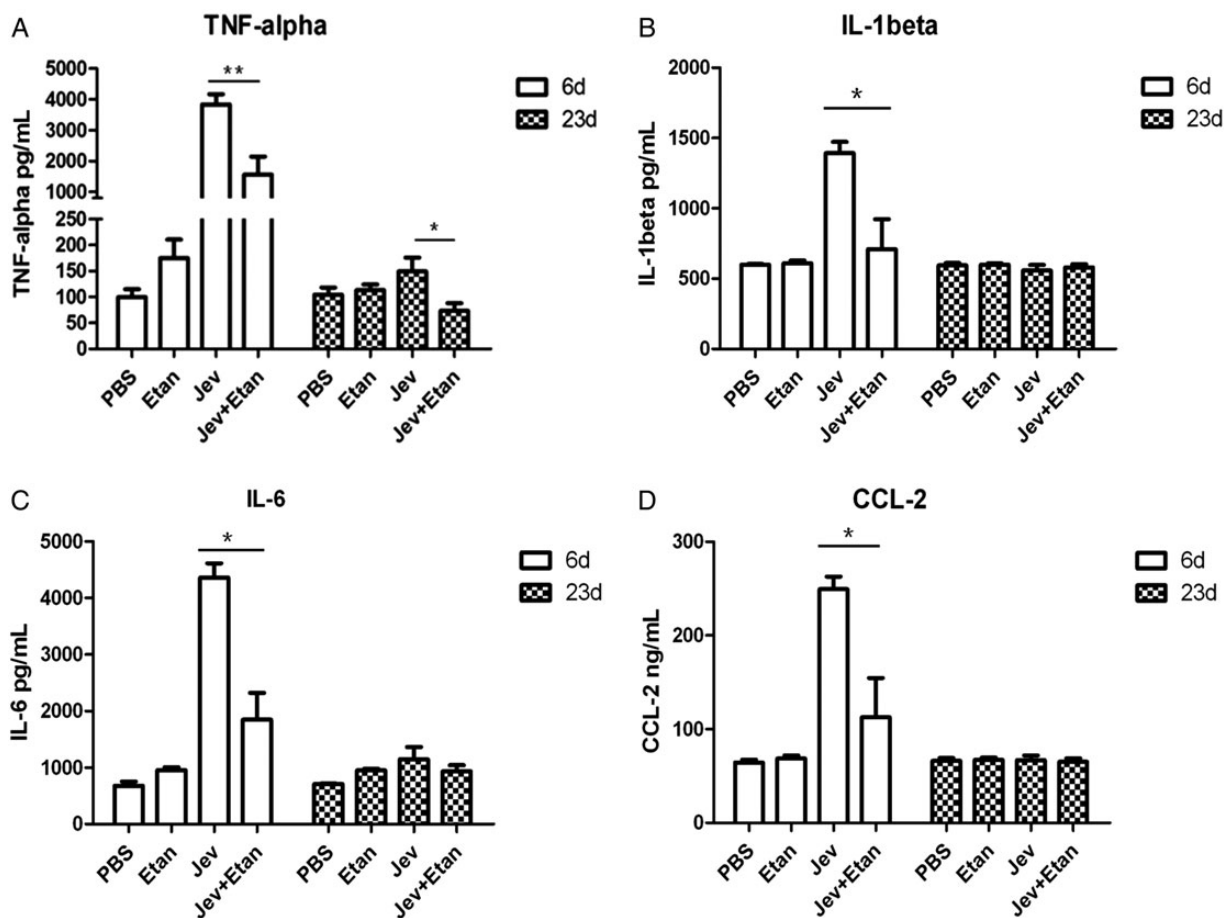 A
TNF-alpha
TNF-alpha pg/mL
5000
4000
3000
2000
1000
250
200
150
100
50
0
**
*
6d
23d
PBS
Etan
Jev
Jev+Etan
PBS
Etan
Jev
Jev+Etan
B
IL-1beta
IL-1beta pg/mL
2000
1500
1000
500
0
*
6d
23d
PBS
Etan
Jev
Jev+Etan
PBS
Etan
Jev
Jev+Etan
C
IL-6
IL-6 pg/mL
5000
4000
3000
2000
1000
0
*
6d
23d
PBS
Etan
Jev
Jev+Etan
PBS
Etan
Jev
Jev+Etan
D
CCL-2
CCL-2 ng/mL
300
200
100
0
*
6d
23d
PBS
Etan
Jev
Jev+Etan
PBS
Etan
Jev
Jev+Etan